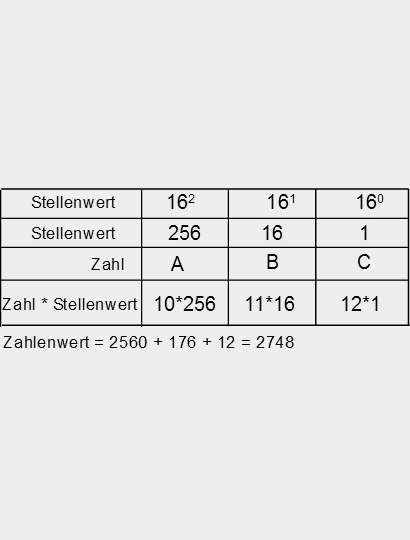 Stellenwert 16² 16¹ 16⁰
Stellenwert 256 16 1
Zahl A B C
Zahl * Stellenwert 10*256 11*16 12*1
Zahlenwert = 2560 + 176 + 12 = 2748